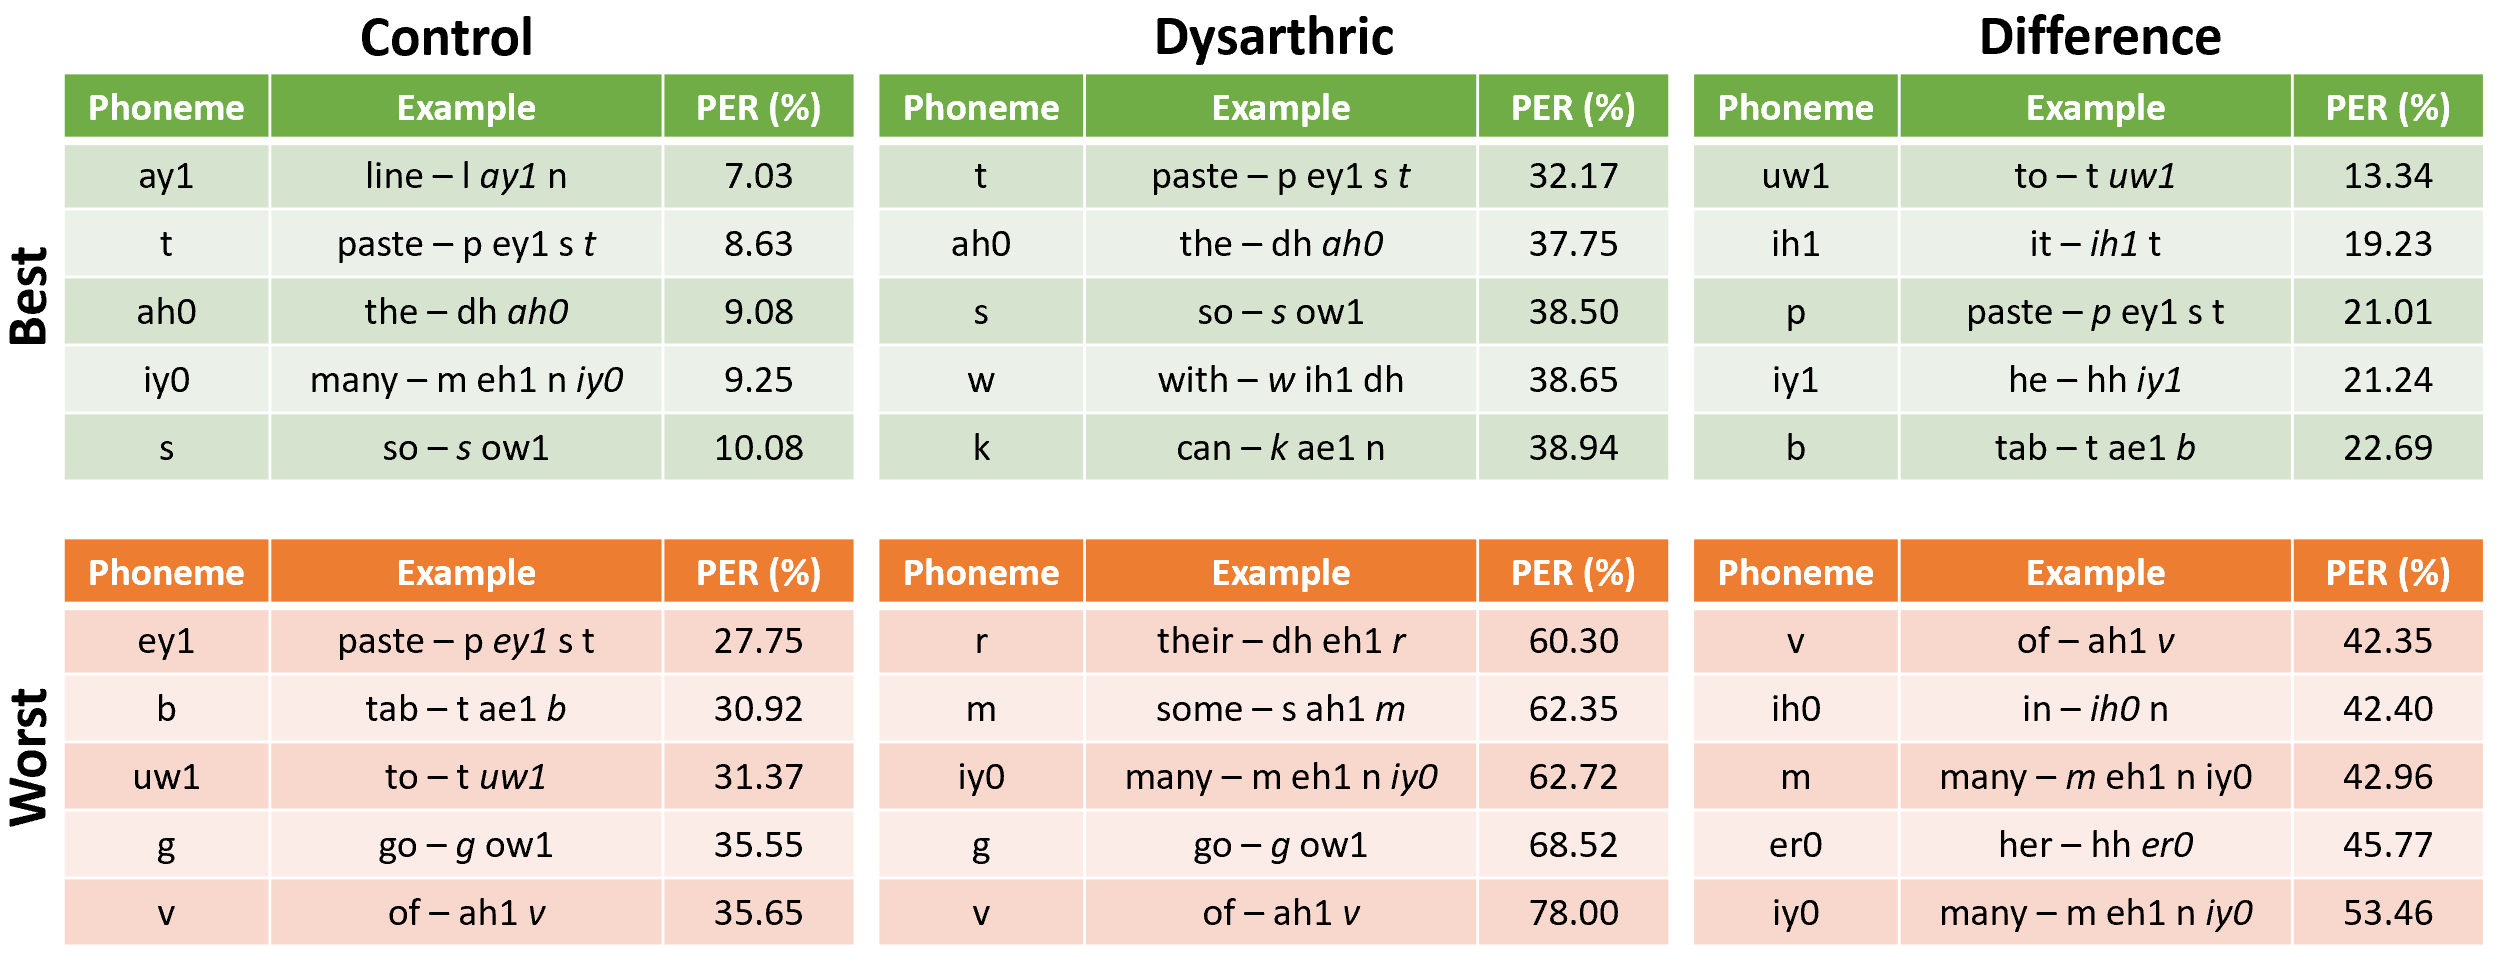 Control Dysarthric Difference
Best
Phoneme Example PER (%) Phoneme Example PER (%) Phoneme Example PER (%)
ay1 line – l ay1 n 7.03 t paste – p ey1 s t 32.17 uw1 to – t uw1 13.34
t paste – p ey1 s t 8.63 ah0 the – dh ah0 37.75 ih1 it – ih1 t 19.23
ah0 the – dh ah0 9.08 s so – s ow1 38.50 p paste – p ey1 s t 21.01
iy0 many – m eh1 n iy0 9.25 w with – w ih1 dh 38.65 iy1 he – hh iy1 21.24
s so – s ow1 10.08 k can – k ae1 n 38.94 b tab – t ae1 b 22.69
Worst
Phoneme Example PER (%) Phoneme Example PER (%) Phoneme Example PER (%)
ey1 paste – p ey1 s t 27.75 r their – dh eh1 r 60.30 v of – ah1 v 42.35
b tab – t ae1 b 30.92 m some – s ah1 m 62.35 ih0 in – ih0 n 42.40
uw1 to – t uw1 31.37 iy0 many – m eh1 n iy0 62.72 m many – m eh1 n iy0 42.96
g go – g ow1 35.55 g go – g ow1 68.52 er0 her – hh er0 45.77
v of – ah1 v 35.65 v of – ah1 v 78.00 iy0 many – m eh1 n iy0 53.46